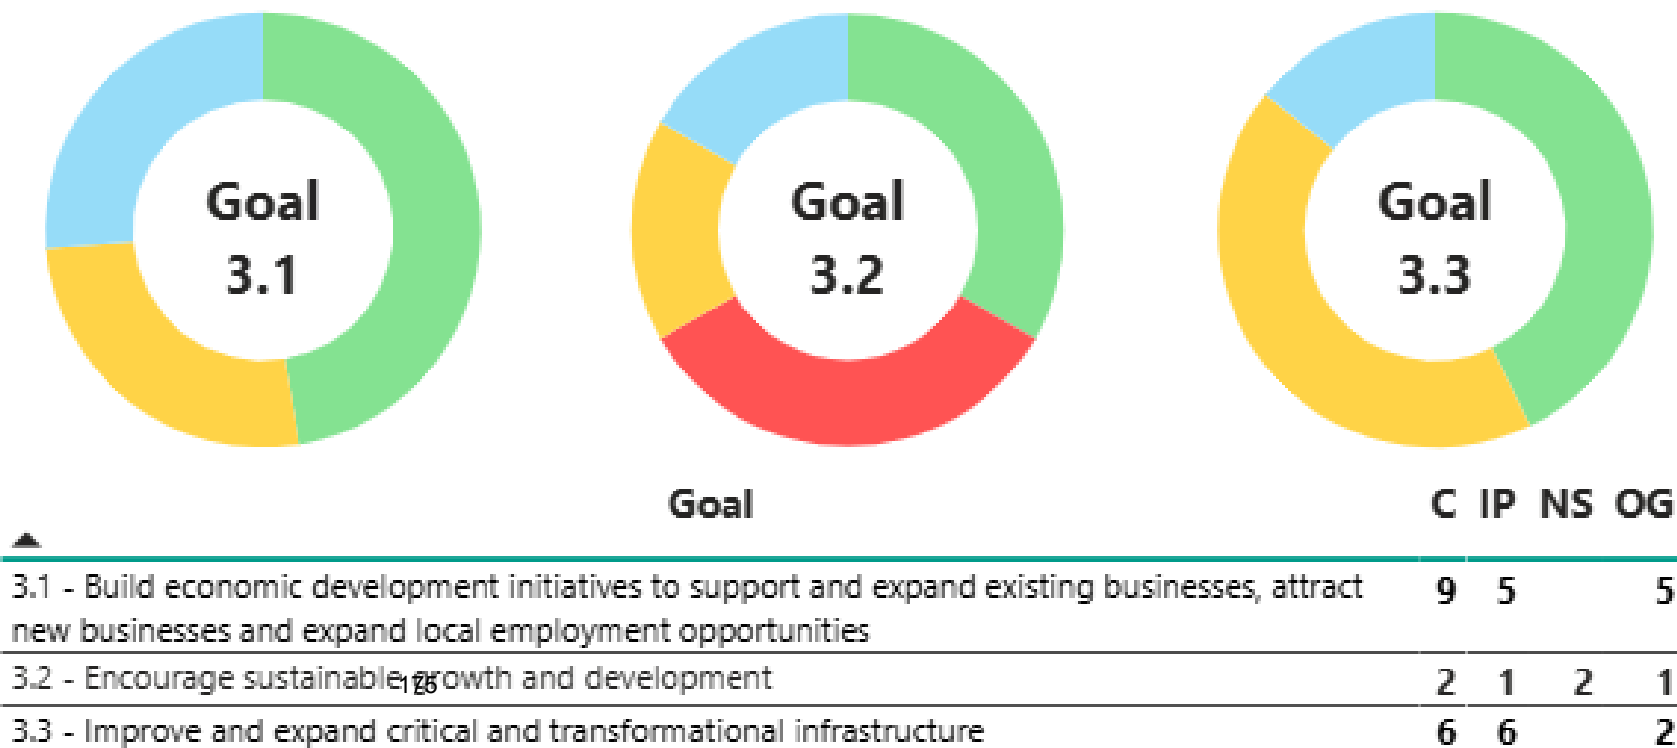 Goal
3.1
Goal
3.2
Goal
3.3
Goal C IP NS OG
3.1 - Build economic development initiatives to support and expand existing businesses, attract 9 5 5
new businesses and expand local employment opportunities
3.2 - Encourage sustainable growth and development 2 1 2 1
3.3 - Improve and expand critical and transformational infrastructure 6 6 2